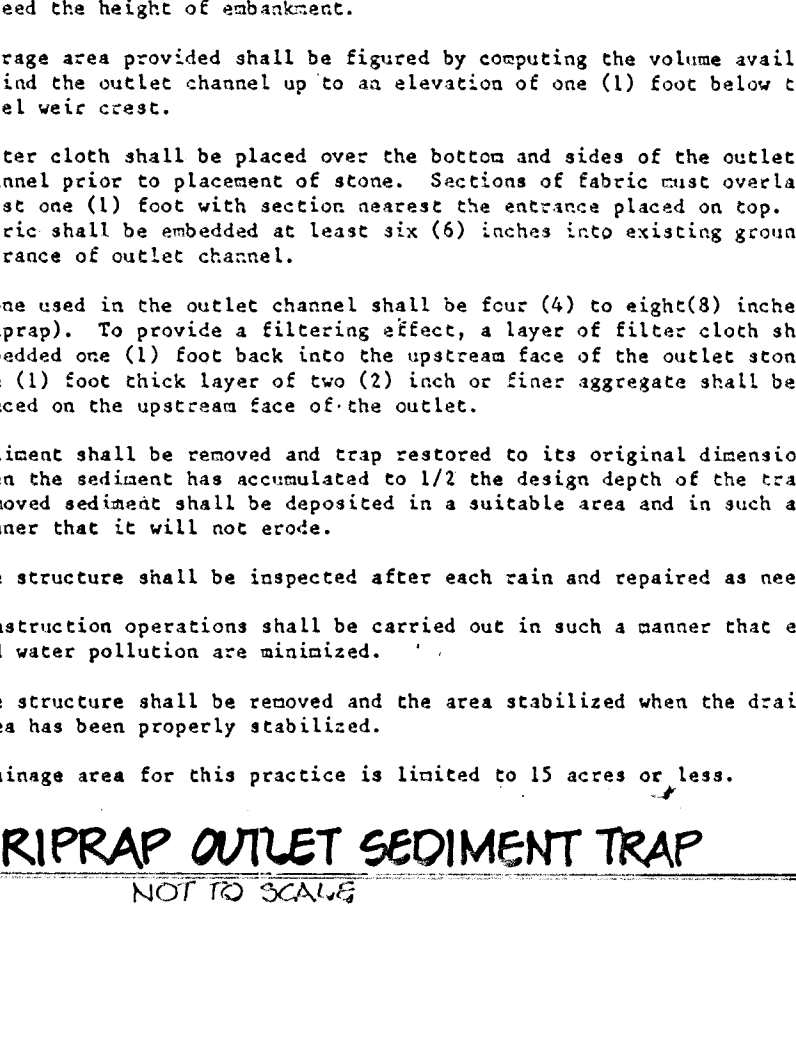 eed the height of embankment.
rage area provided shall be figured by computing the volume avail
ind the outlet channel up to an elevation of one (1) foot below t
el weir crest.
ter cloth shall be placed over the bottom and sides of the outlet
nnel prior to placement of stone. Sections of fabric must overla
st one (1) foot with section nearest the entrance placed on top.
ric shall be embedded at least six (6) inches into existing groun
rance of outlet channel.
ne used in the outlet channel shall be four (4) to eight(8) inche
prap). To provide a filtering effect, a layer of filter cloth sh
edded one (1) foot back into the upstream face of the outlet ston
(1) foot thick layer of two (2) inch or finer aggregate shall be
ced on the upstream face of the outlet.
iment shall be removed and trap restored to its original dimensio
n the sediment has accumulated to 1/2 the design depth of the tra
oved sediment shall be deposited in a suitable area and in such a
ner that it will not erode.
e structure shall be inspected after each rain and repaired as nee
nstruction operations shall be carried out in such a manner that e
d water pollution are minimized.
e structure shall be removed and the area stabilized when the drai
ea has been properly stabilized.
inage area for this practice is limited to 15 acres or less.
RIPRAP OUTLET SEDIMENT TRAP
NOT TO SCALE